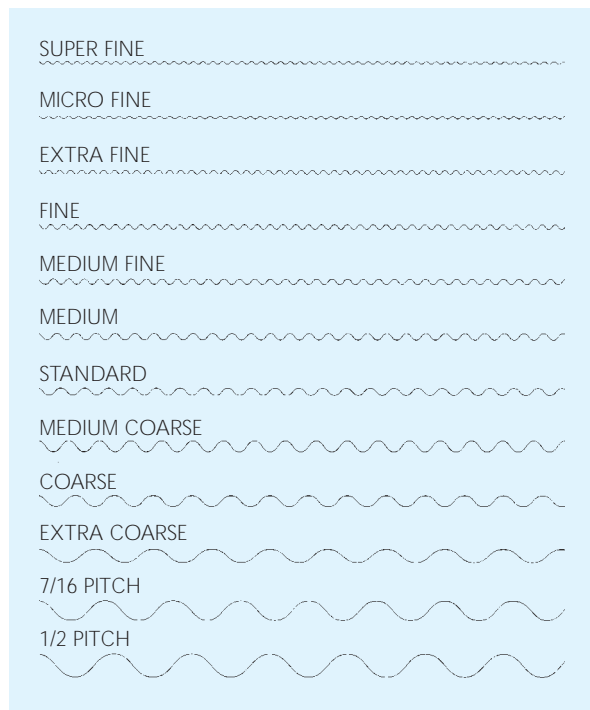 SUPER FINE
MICRO FINE
EXTRA FINE
FINE
MEDIUM FINE
MEDIUM
STANDARD
MEDIUM COARSE
COARSE
EXTRA COARSE
7/16 PITCH
1/2 PITCH